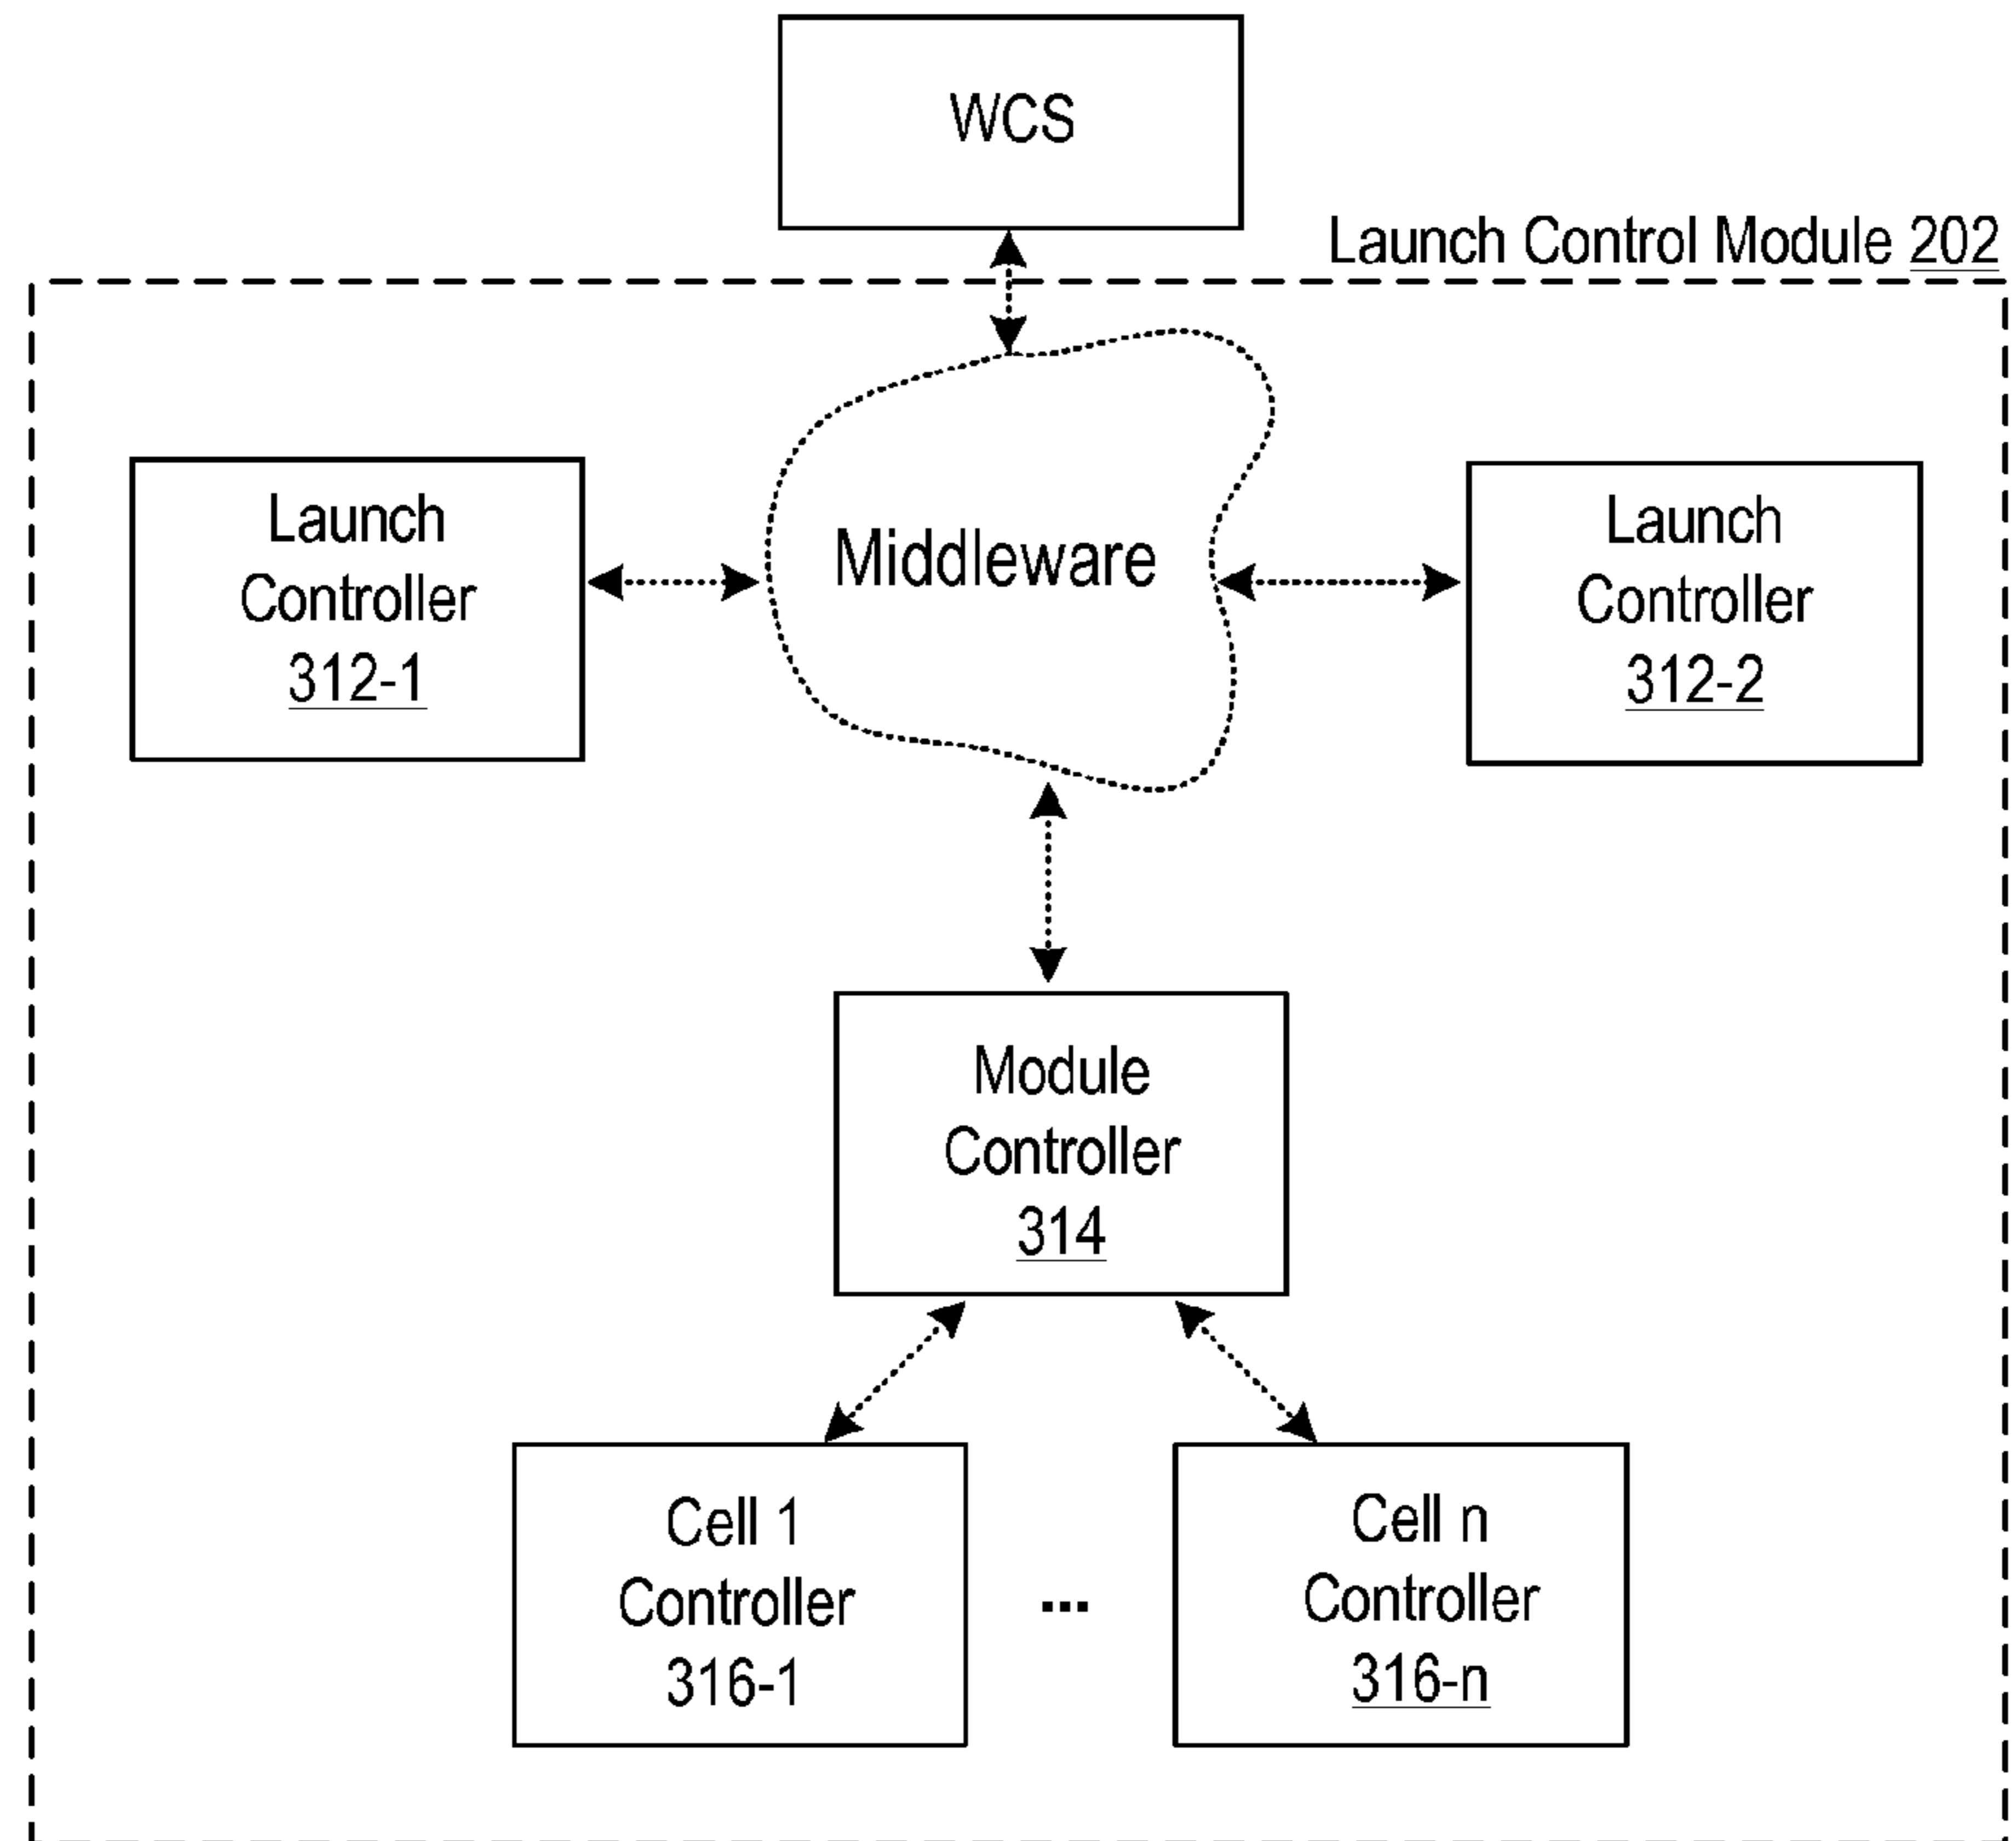 WCS
Launch Control Module 202
Launch
Controller
312-1
Middleware
Launch
Controller
312-2
Module
Controller
314
Cell 1
Controller
316-1
...
Cell n
Controller
316-n